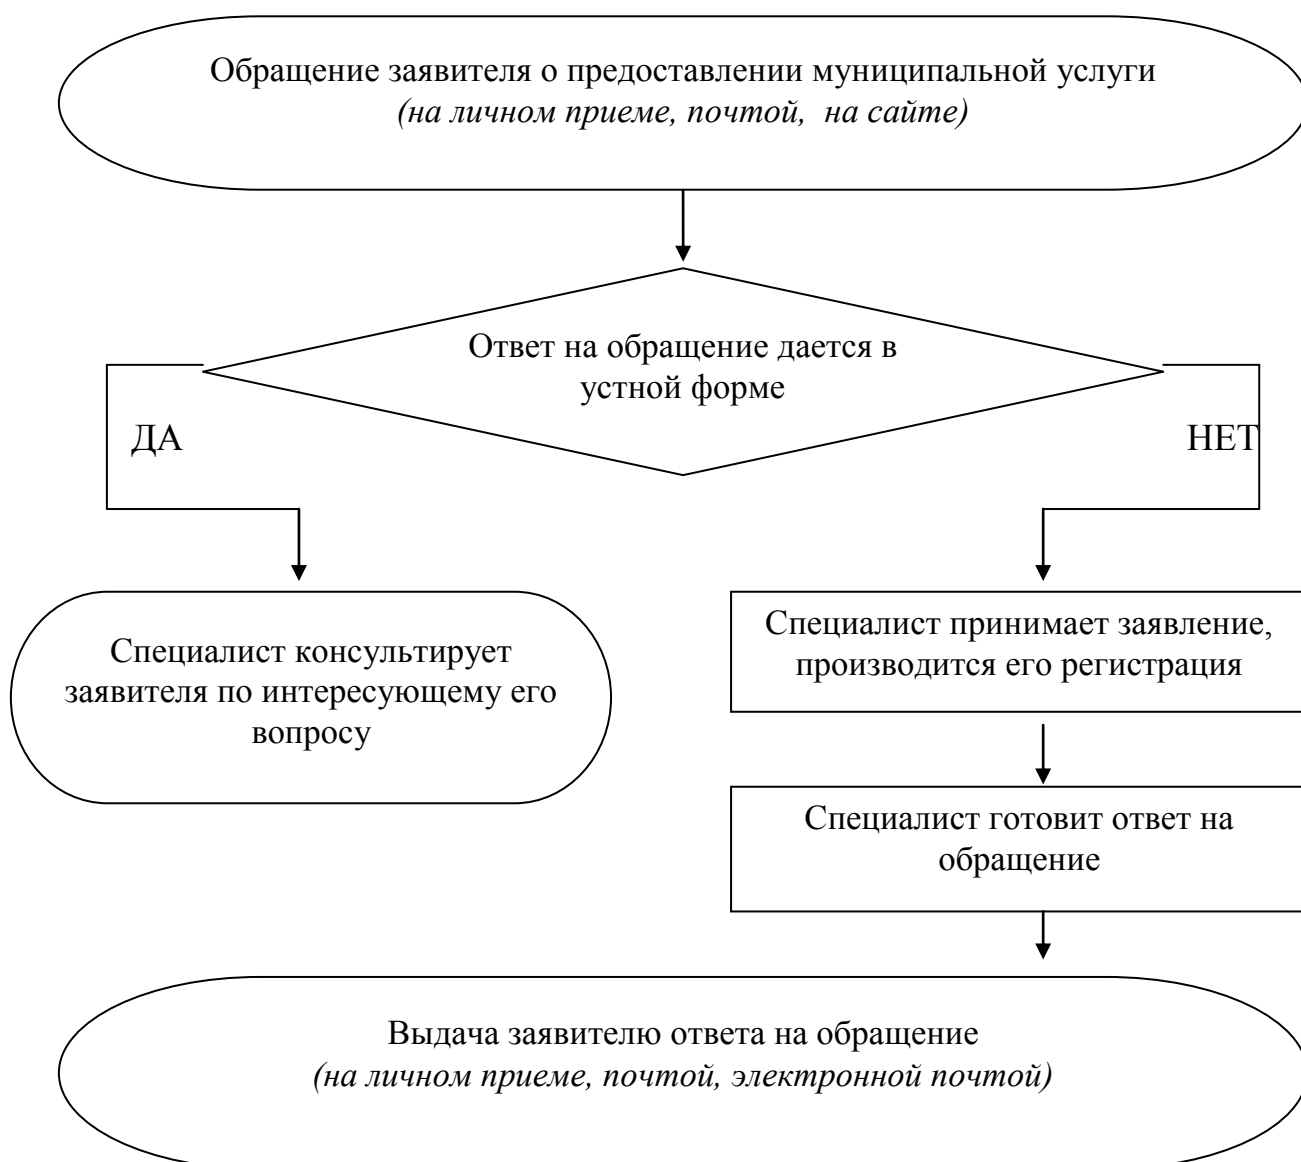 Обращение заявителя о предоставлении муниципальной услуги
(на личном приеме, почтой, на сайте)
Ответ на обращение дается в
устной форме
ДА
НЕТ
Специалист консультирует
заявителя по интересующему его
вопросу
Специалист принимает заявление,
производится его регистрация
Специалист готовит ответ на
обращение
Выдача заявителю ответа на обращение
(на личном приеме, почтой, электронной почтой)